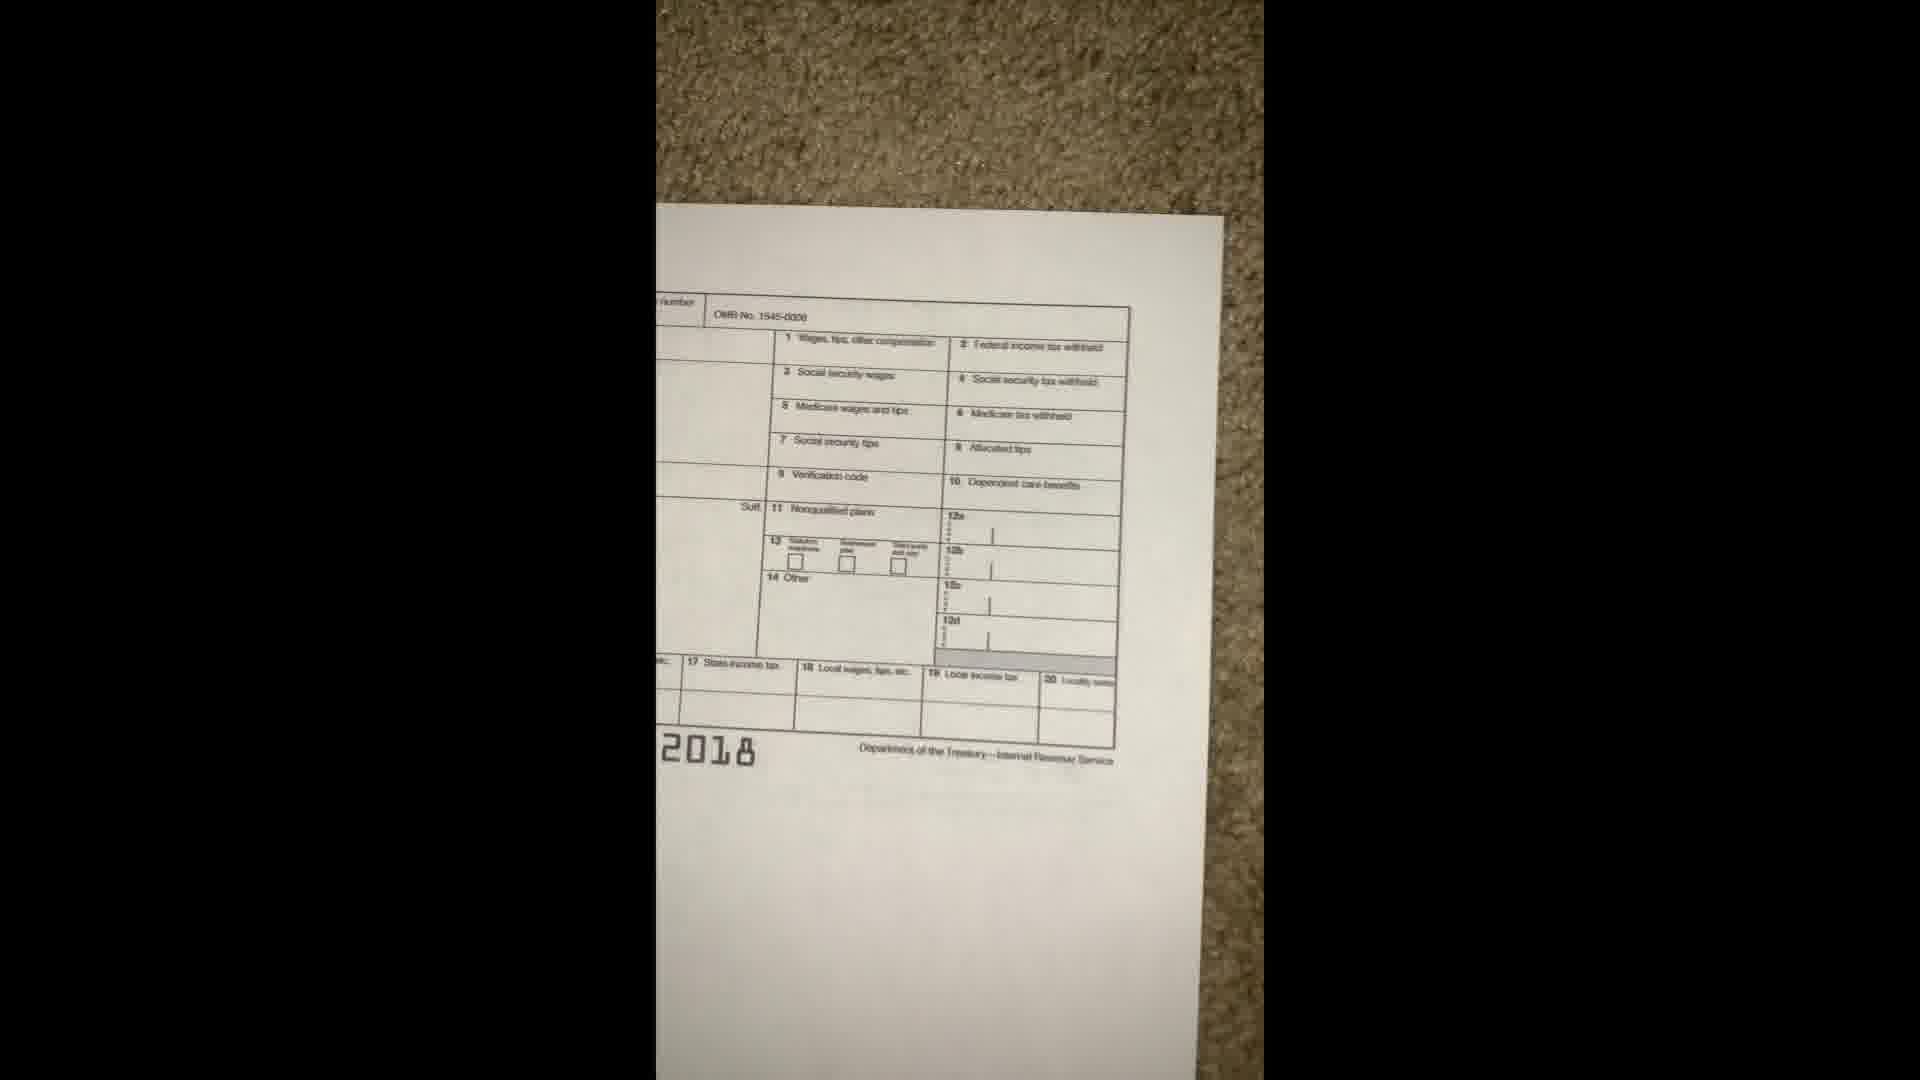 number
OMB No. 1545-0008
1 Wages, tips, other compensation
2 Federal income tax withheld
3 Social security wages
4 Social security tax withheld
5 Medicare wages and tips
6 Medicare tax withheld
7 Social security tips
8 Allocated tips
9 Verification code
10 Dependent care benefits
Suff.
11 Nonqualified plans
12a
13 Statutory employee
Retirement plan
Third-party sick pay
12b
14 Other
12c
12d
etc.
17 State income tax
18 Local wages, tips, etc.
19 Local income tax
20 Locality name
2018
Department of the Treasury—Internal Revenue Service